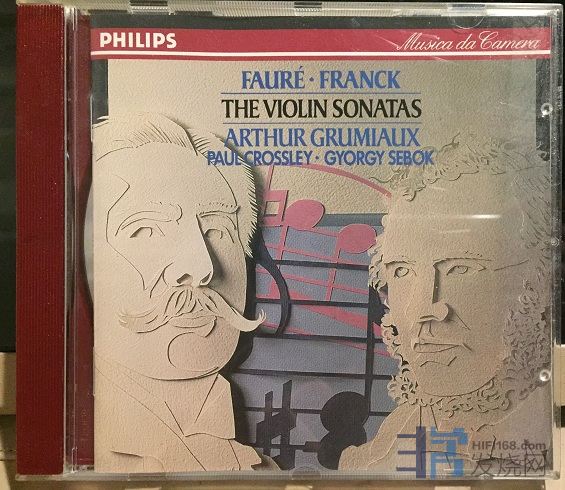 PHILIPS
Musica da Camera
FAURÉ · FRANCK
THE VIOLIN SONATAS
ARTHUR GRUMIAUX
PAUL CROSSLEY · GYORGY SEBOK
HIFI168.com
发烧网